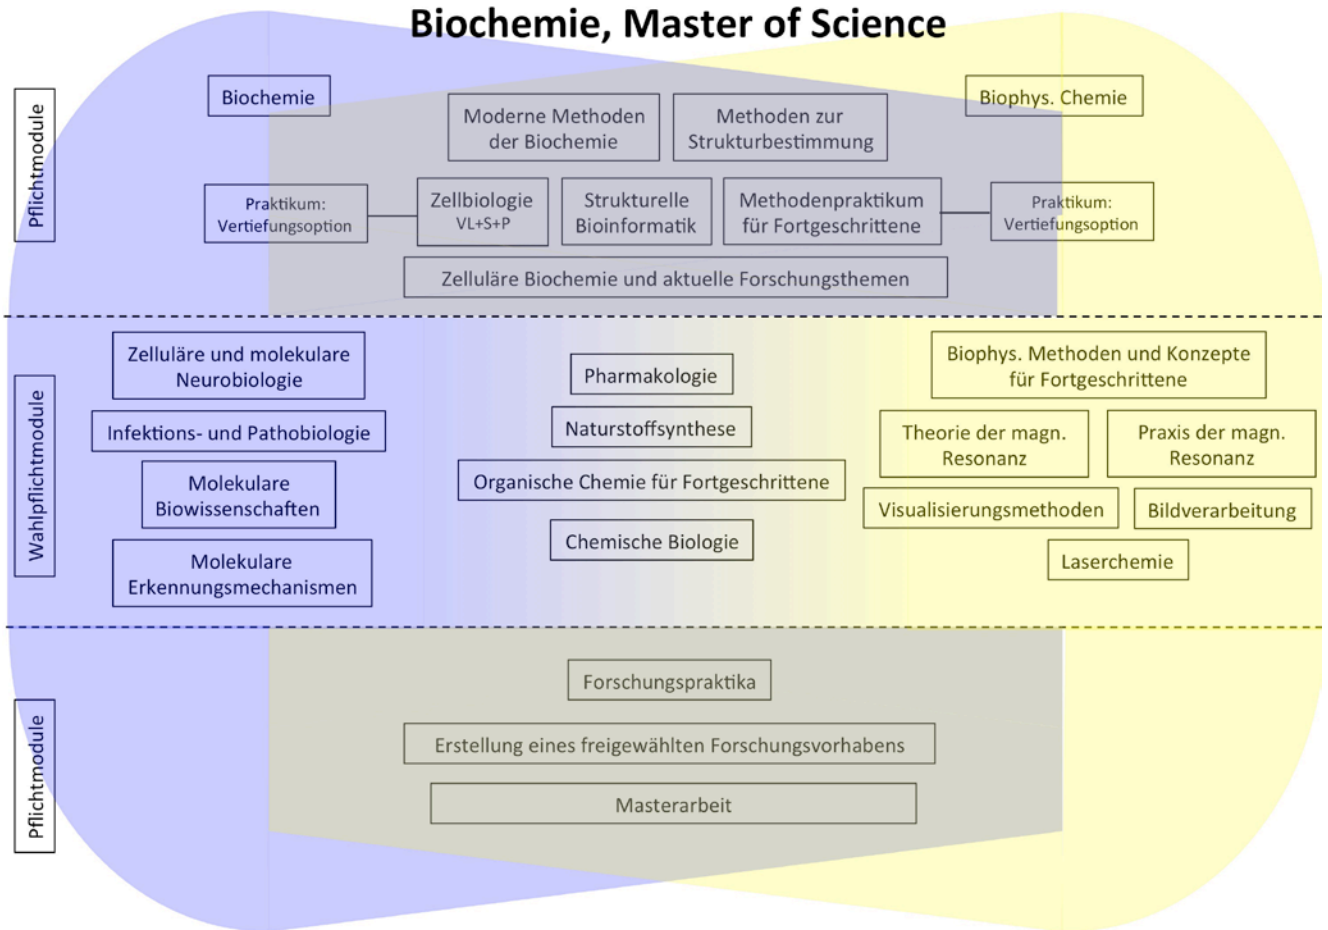 Biochemie, Master of Science
Pflichtmodule
Biochemie
Biophys. Chemie
Moderne Methoden
der Biochemie
Methoden zur
Strukturbestimmung
Praktikum:
Vertiefungsoption
Zellbiologie
VL+S+P
Strukturelle
Bioinformatik
Methodenpraktikum
für Fortgeschrittene
Praktikum:
Vertiefungsoption
Zelluläre Biochemie und aktuelle Forschungsthemen
Wahlpflichtmodule
Zelluläre und molekulare
Neurobiologie
Infektions- und Pathobiologie
Molekulare
Biowissenschaften
Molekulare
Erkennungsmechanismen
Pharmakologie
Naturstoffsynthese
Organische Chemie für Fortgeschrittene
Chemische Biologie
Biophys. Methoden und Konzepte
für Fortgeschrittene
Theorie der magn.
Resonanz
Praxis der magn.
Resonanz
Visualisierungsmethoden
Bildverarbeitung
Laserchemie
Pflichtmodule
Forschungspraktika
Erstellung eines freigewählten Forschungsvorhabens
Masterarbeit